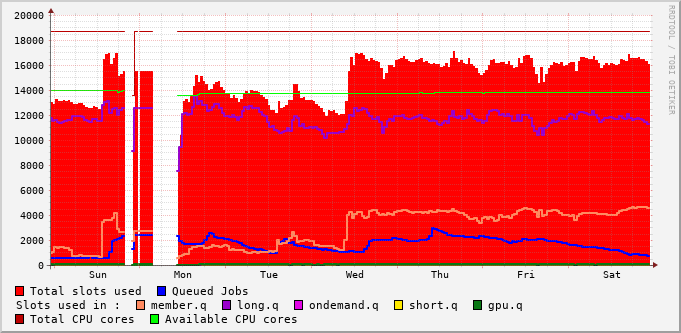 20000
18000
16000
14000
12000
10000
8000
6000
4000
2000
0
Sun Mon Tue Wed Thu Fri Sat
Total slots used Queued Jobs
Slots used in : member.q long.q ondemand.q short.q gpu.q
Total CPU cores Available CPU cores
RRDTOOL / TOBI OETIKER